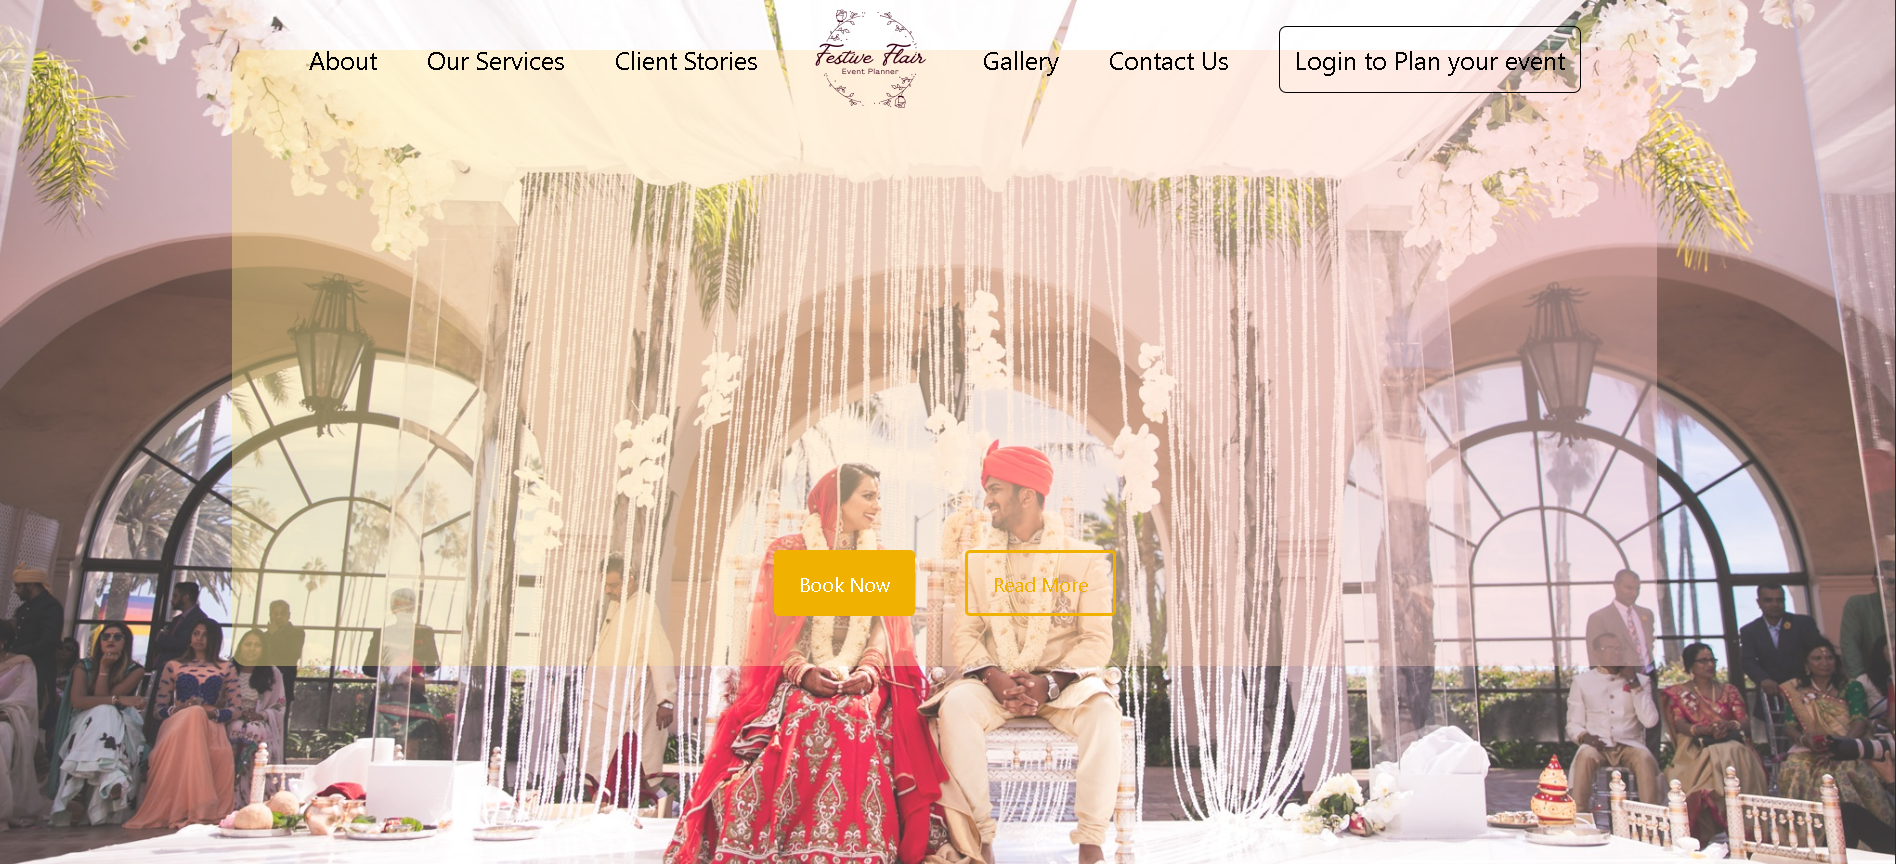 About
Our Services
Client Stories
Festive Flair
Event Planner
Gallery
Contact Us
Login to Plan your event
Book Now
Read More